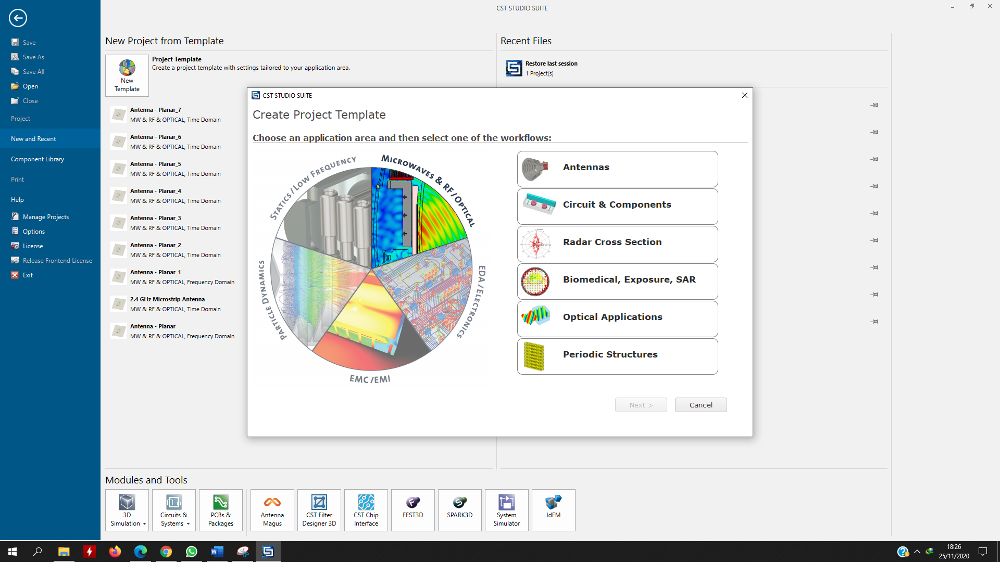 CST STUDIO SUITE
Save
Save As
Save All
Open
Close
Project
New and Recent
Component Library
Print
Help
Manage Projects
Options
License
Release Frontend License
Exit
New Project from Template
New
Template
Project Template
Create a project template with settings tailored to your application area.
Antenna - Planar_7
MW & RF & OPTICAL, Time Domain
Antenna - Planar_6
MW & RF & OPTICAL, Time Domain
Antenna - Planar_5
MW & RF & OPTICAL, Time Domain
Antenna - Planar_4
MW & RF & OPTICAL, Time Domain
Antenna - Planar_3
MW & RF & OPTICAL, Time Domain
Antenna - Planar_2
MW & RF & OPTICAL, Time Domain
Antenna - Planar_1
MW & RF & OPTICAL, Frequency Domain
2.4 GHz Microstrip Antenna
MW & RF & OPTICAL, Time Domain
Antenna - Planar
MW & RF & OPTICAL, Frequency Domain
Recent Files
Restore last session
1 Project(s)
CST STUDIO SUITE
Create Project Template
Choose an application area and then select one of the workflows:
STATICS/LOW FREQUENCY
MICROWAVES & RF/OPTICAL
EDA/ELECTRONICS
EMC/EMI
PARTICLE DYNAMICS
Antennas
Circuit & Components
Radar Cross Section
Biomedical, Exposure, SAR
Optical Applications
Periodic Structures
Next >
Cancel
Modules and Tools
3D
Simulation
Circuits &
Systems
PCBs &
Packages
Antenna
Magus
CST Filter
Designer 3D
CST Chip
Interface
FEST3D
SPARK3D
System
Simulator
IdEM
18:26
25/11/2020